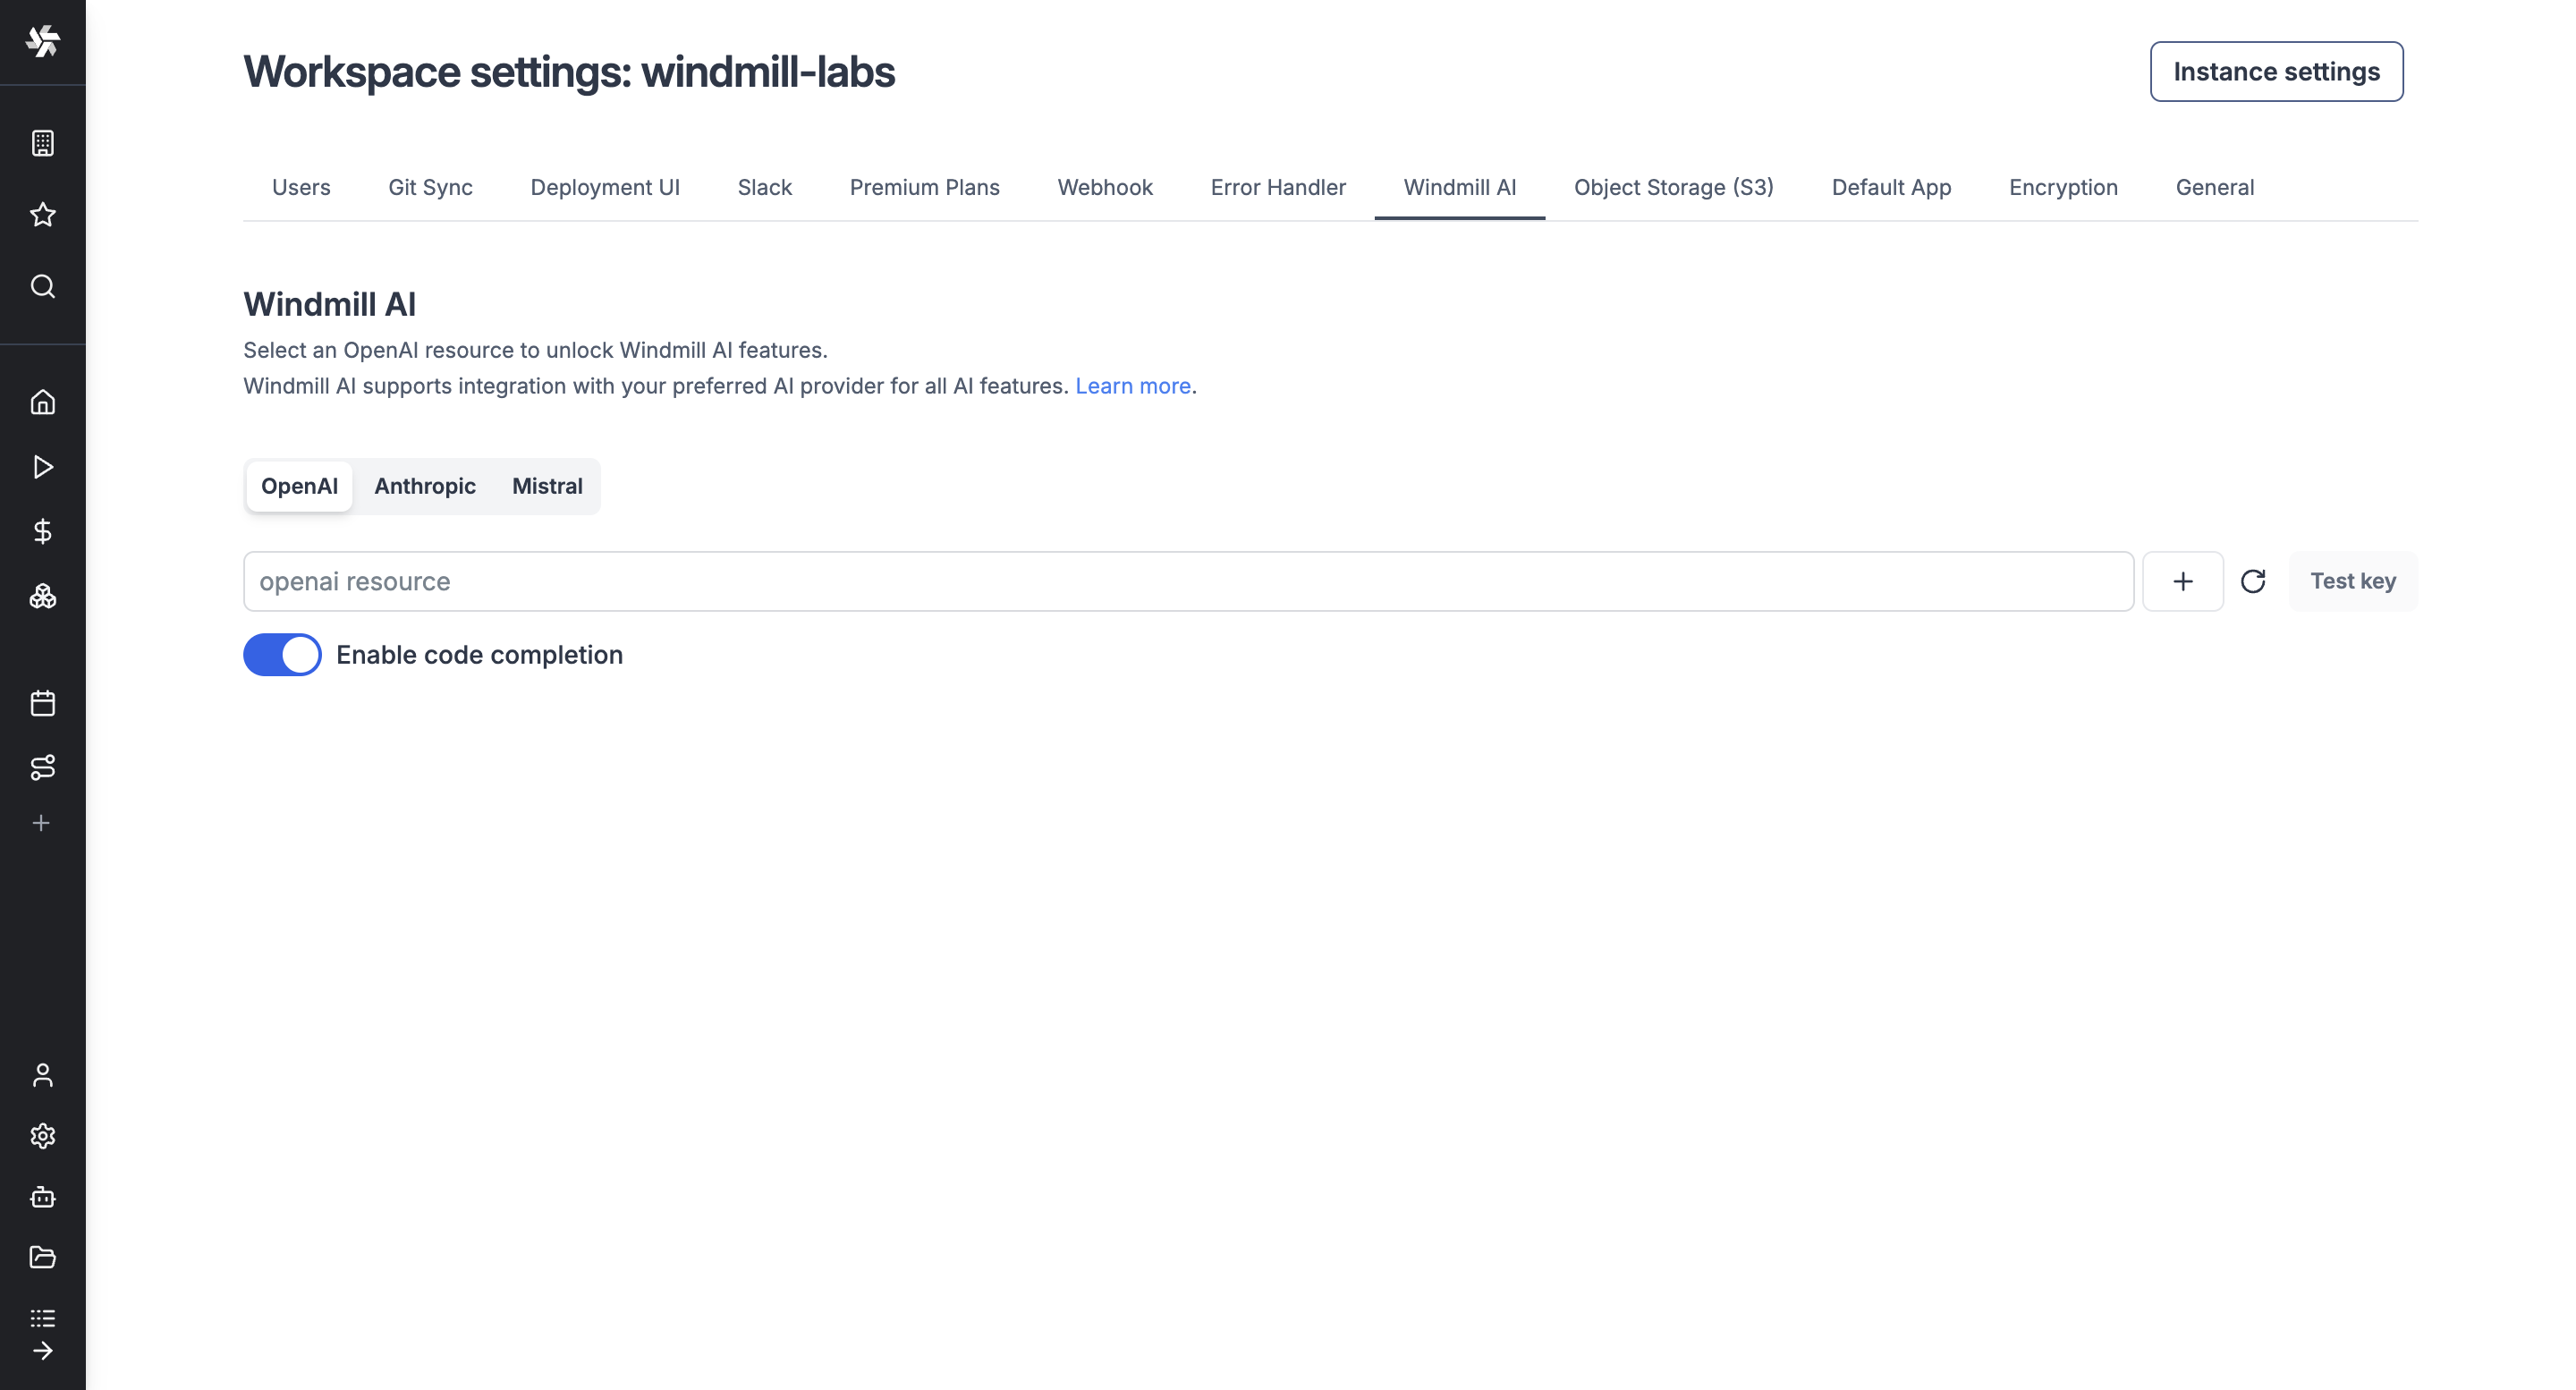 Workspace settings: windmill-labs
Instance settings
Users Git Sync Deployment UI Slack Premium Plans Webhook Error Handler Windmill AI Object Storage (S3) Default App Encryption General
Windmill AI
Select an OpenAI resource to unlock Windmill AI features.
Windmill AI supports integration with your preferred AI provider for all AI features. Learn more.
OpenAI Anthropic Mistral
openai resource
Test key
Enable code completion